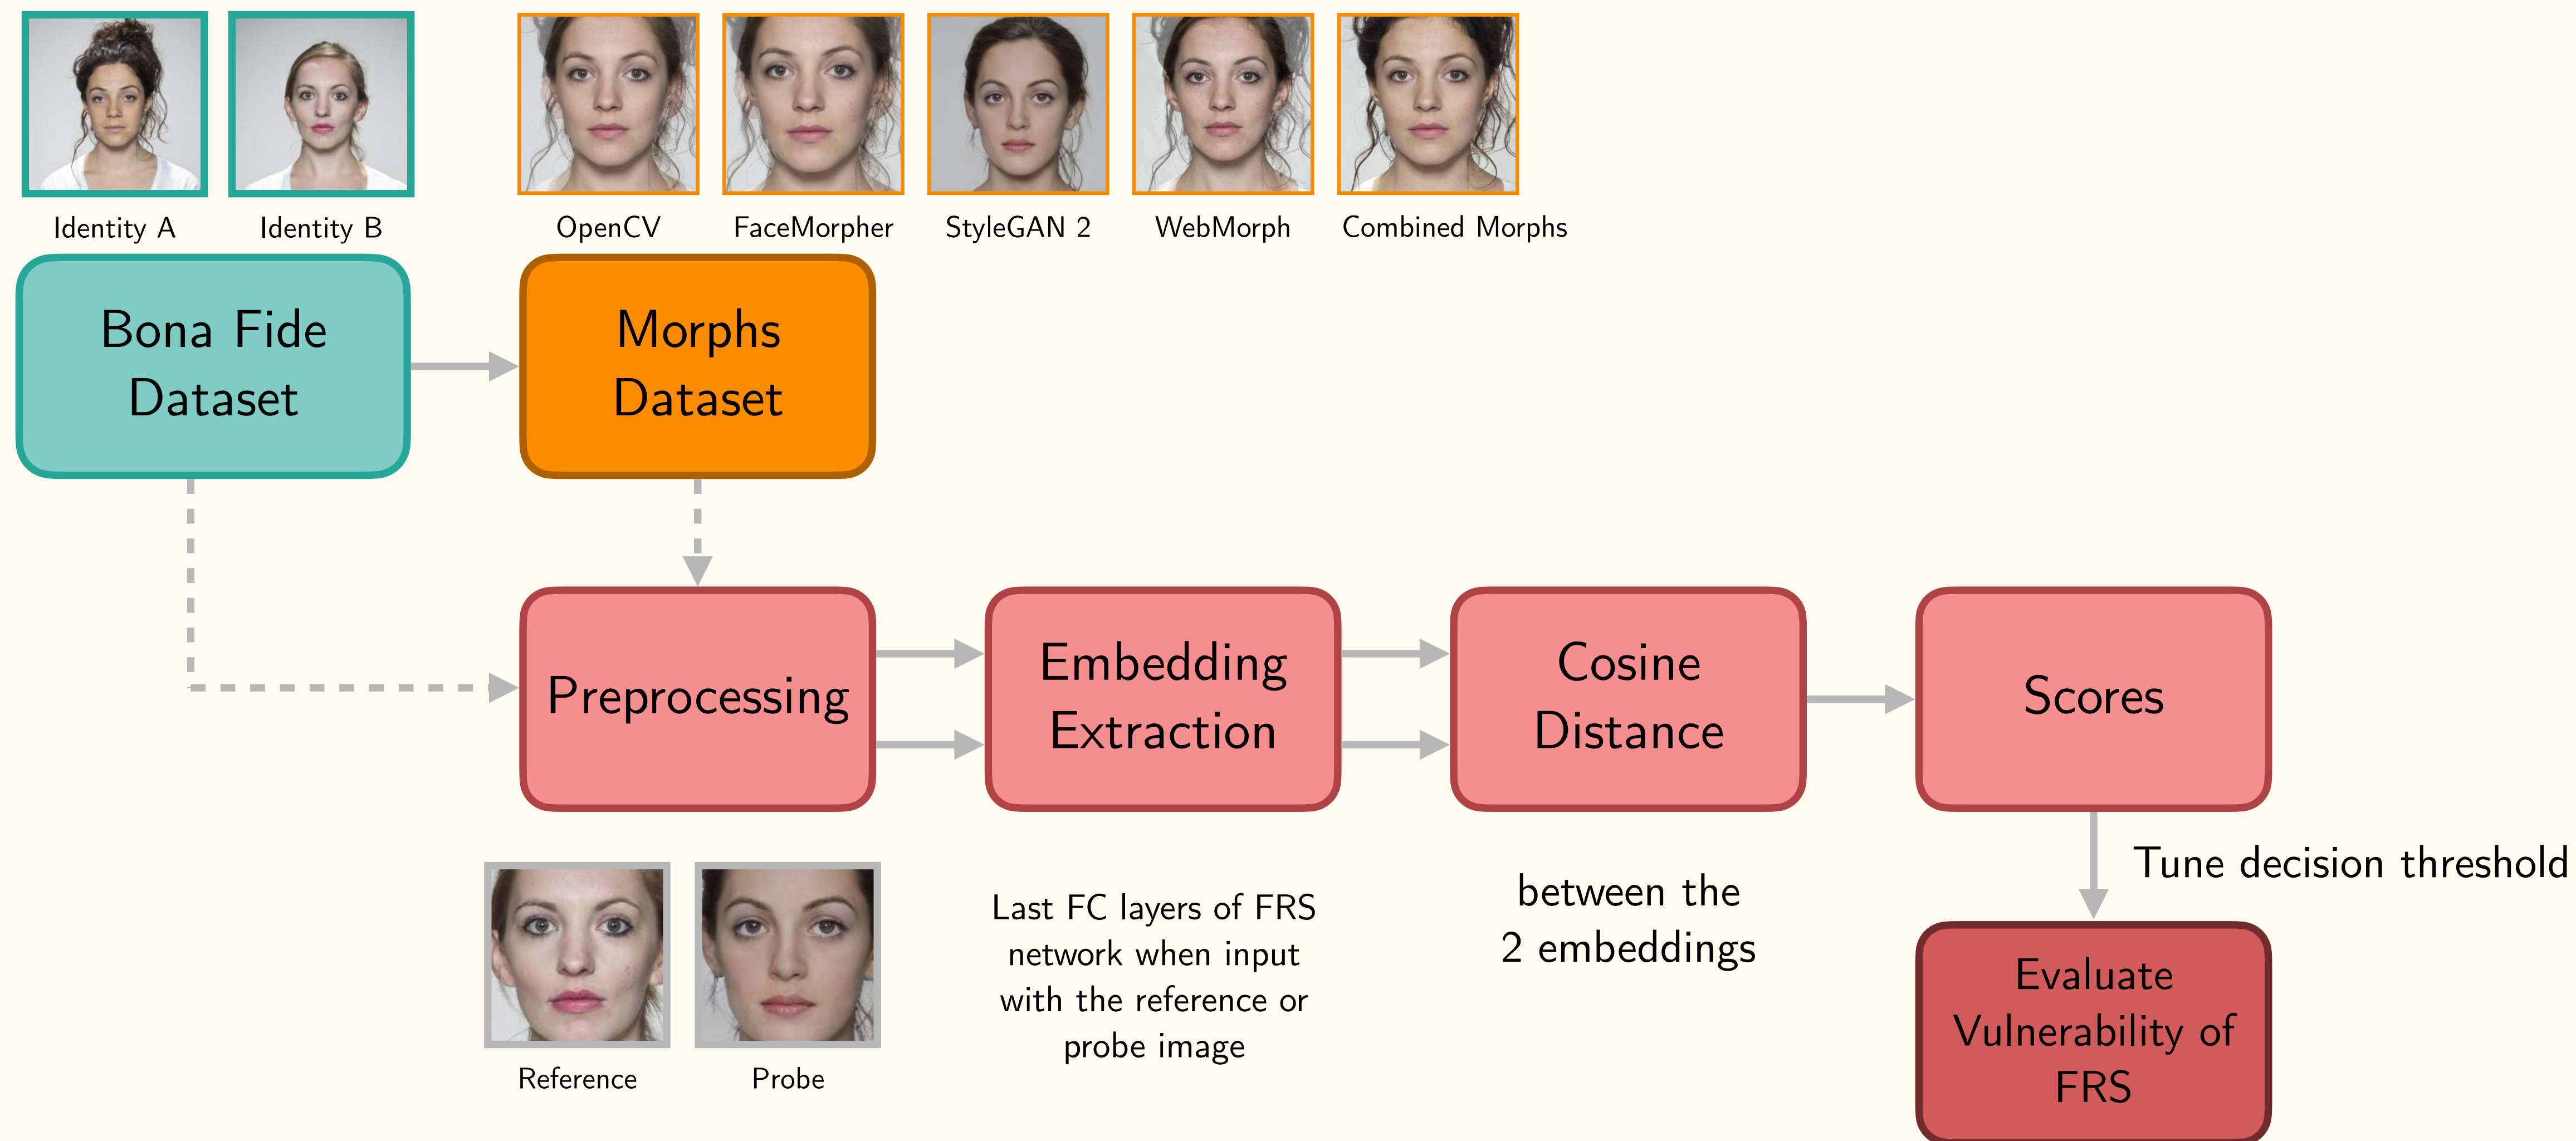 Identity A
Identity B
OpenCV
FaceMorpher
StyleGAN 2
WebMorph
Combined Morphs
Bona Fide
Dataset
Morphs
Dataset
Preprocessing
Embedding
Extraction
Cosine
Distance
Scores
Reference
Probe
Last FC layers of FRS
network when input
with the reference or
probe image
between the
2 embeddings
Tune decision threshold
Evaluate
Vulnerability of
FRS